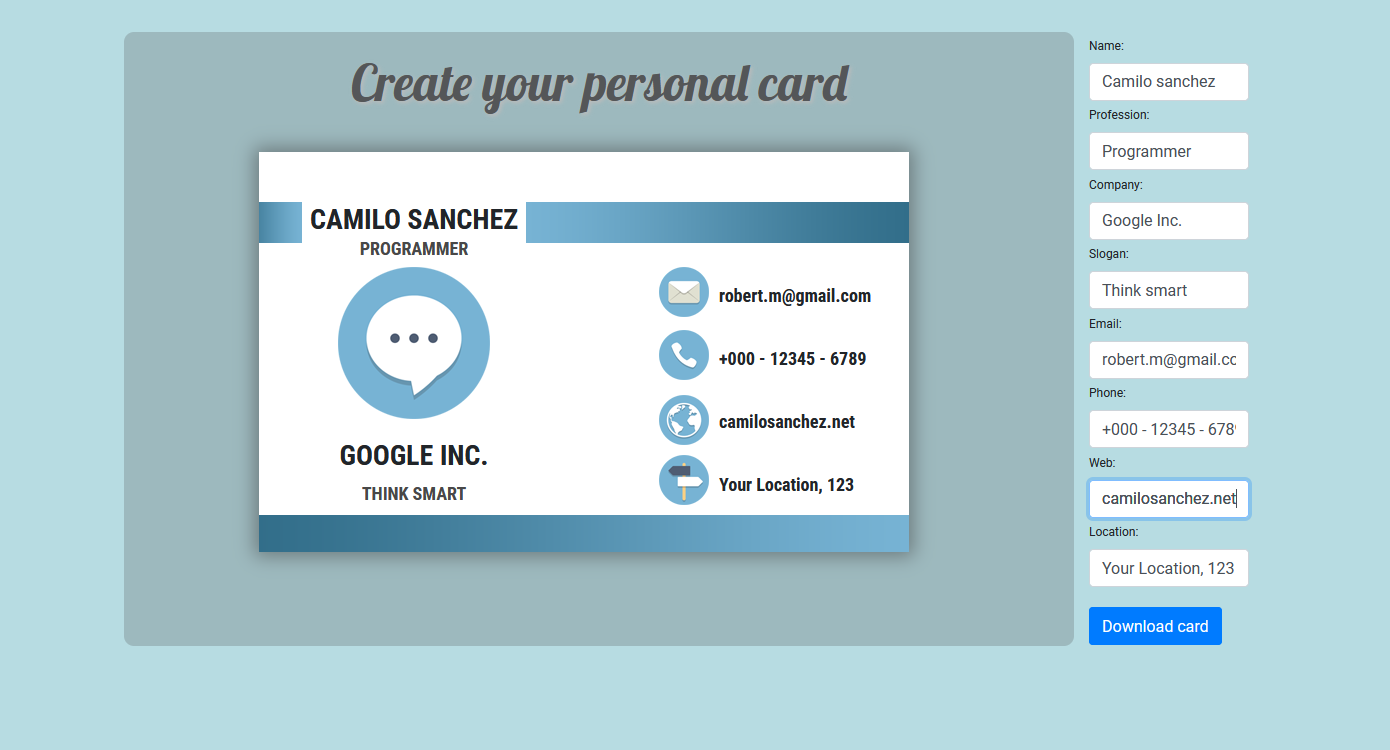 Create your personal card
CAMILO SANCHEZ
PROGRAMMER
robert.m@gmail.com
+000 - 12345 - 6789
camilosanchez.net
Your Location, 123
GOOGLE INC.
THINK SMART
Name:
Camilo sanchez
Profession:
Programmer
Company:
Google Inc.
Slogan:
Think smart
Email:
robert.m@gmail.co
Phone:
+000 - 12345 - 678
Web:
camilosanchez.net
Location:
Your Location, 123
Download card